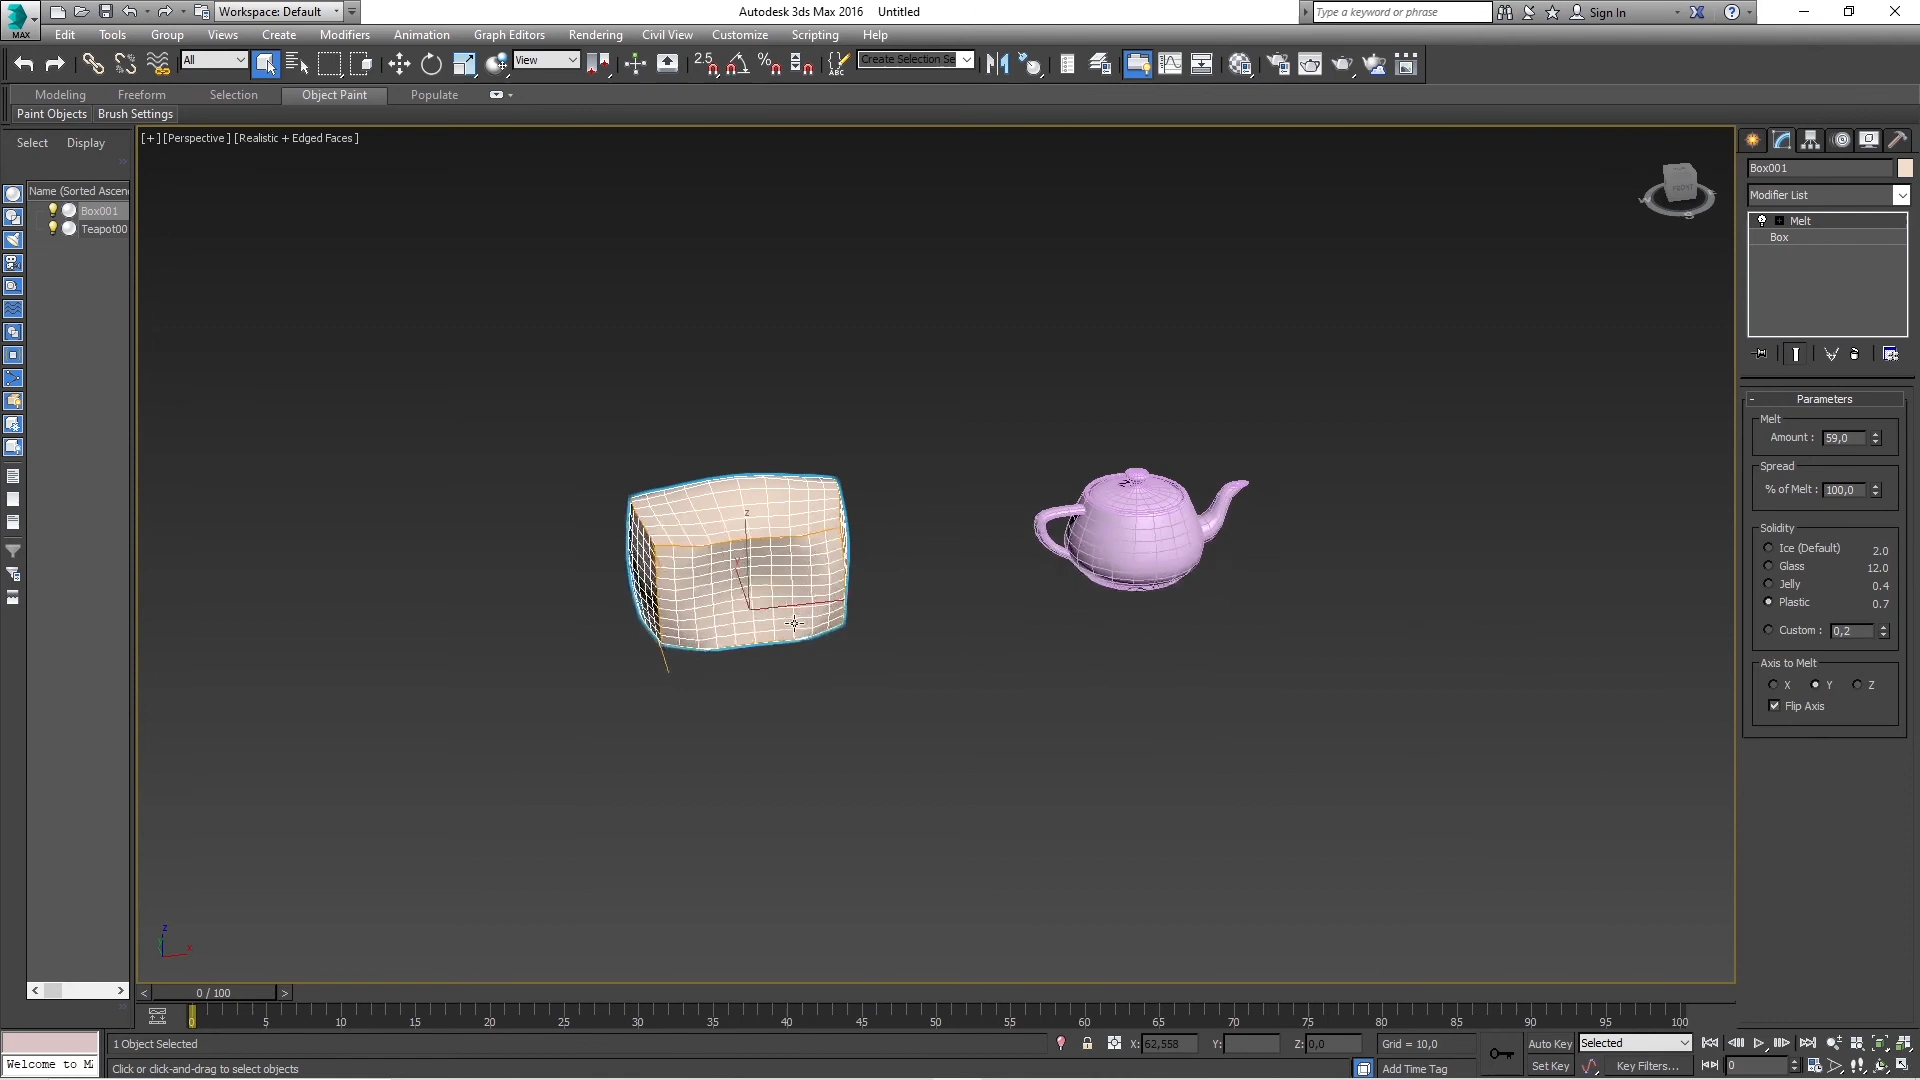 MAX
Workspace: Default
Autodesk 3ds Max 2016 Untitled
Type a keyword or phrase
Sign In
Edit Tools Group Views Create Modifiers Animation Graph Editors Rendering Civil View Customize Scripting Help
All
View
2.5
Create Selection Se
Modeling Freeform Selection Object Paint Populate
Paint Objects Brush Settings
Select Display
[+] [Perspective] [Realistic + Edged Faces]
Name (Sorted Ascen
Box001
Teapot00
FRONT
z
z
x
Box001
Modifier List
Melt
Box
- Parameters
Melt
Amount : 59,0
Spread
% of Melt : 100,0
Solidity
Ice (Default) 2.0
Glass 12.0
Jelly 0.4
Plastic 0.7
Custom : 0,2
Axis to Melt
X Y Z
Flip Axis
< 0 / 100 >
0 5 10 15 20 25 30 35 40 45 50 55 60 65 70 75 80 85 90 95 100
1 Object Selected
X: 62,558 Y: Z: 0,0
Grid = 10,0
Auto Key Selected
Welcome to M
Click or click-and-drag to select objects
Add Time Tag
Set Key Key Filters...
0